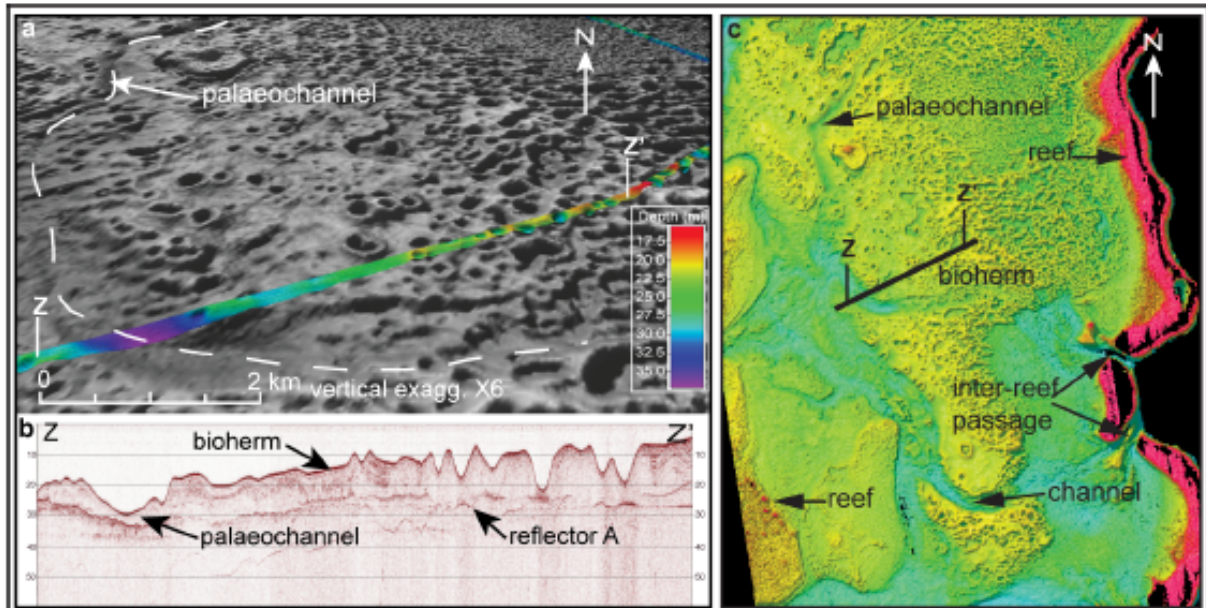 a
N
palaeochannel
Z'
Depth (m)
17.5
20.0
22.5
25.0
27.5
30.0
32.5
35.0
Z
0
2 km
vertical exagg. X6
b
Z
Z'
bioherm
10
20
30
40
50
10
20
30
40
50
palaeochannel
reflector A
c
N
palaeochannel
reef
Z'
Z
bioherm
inter-reef
passage
reef
channel